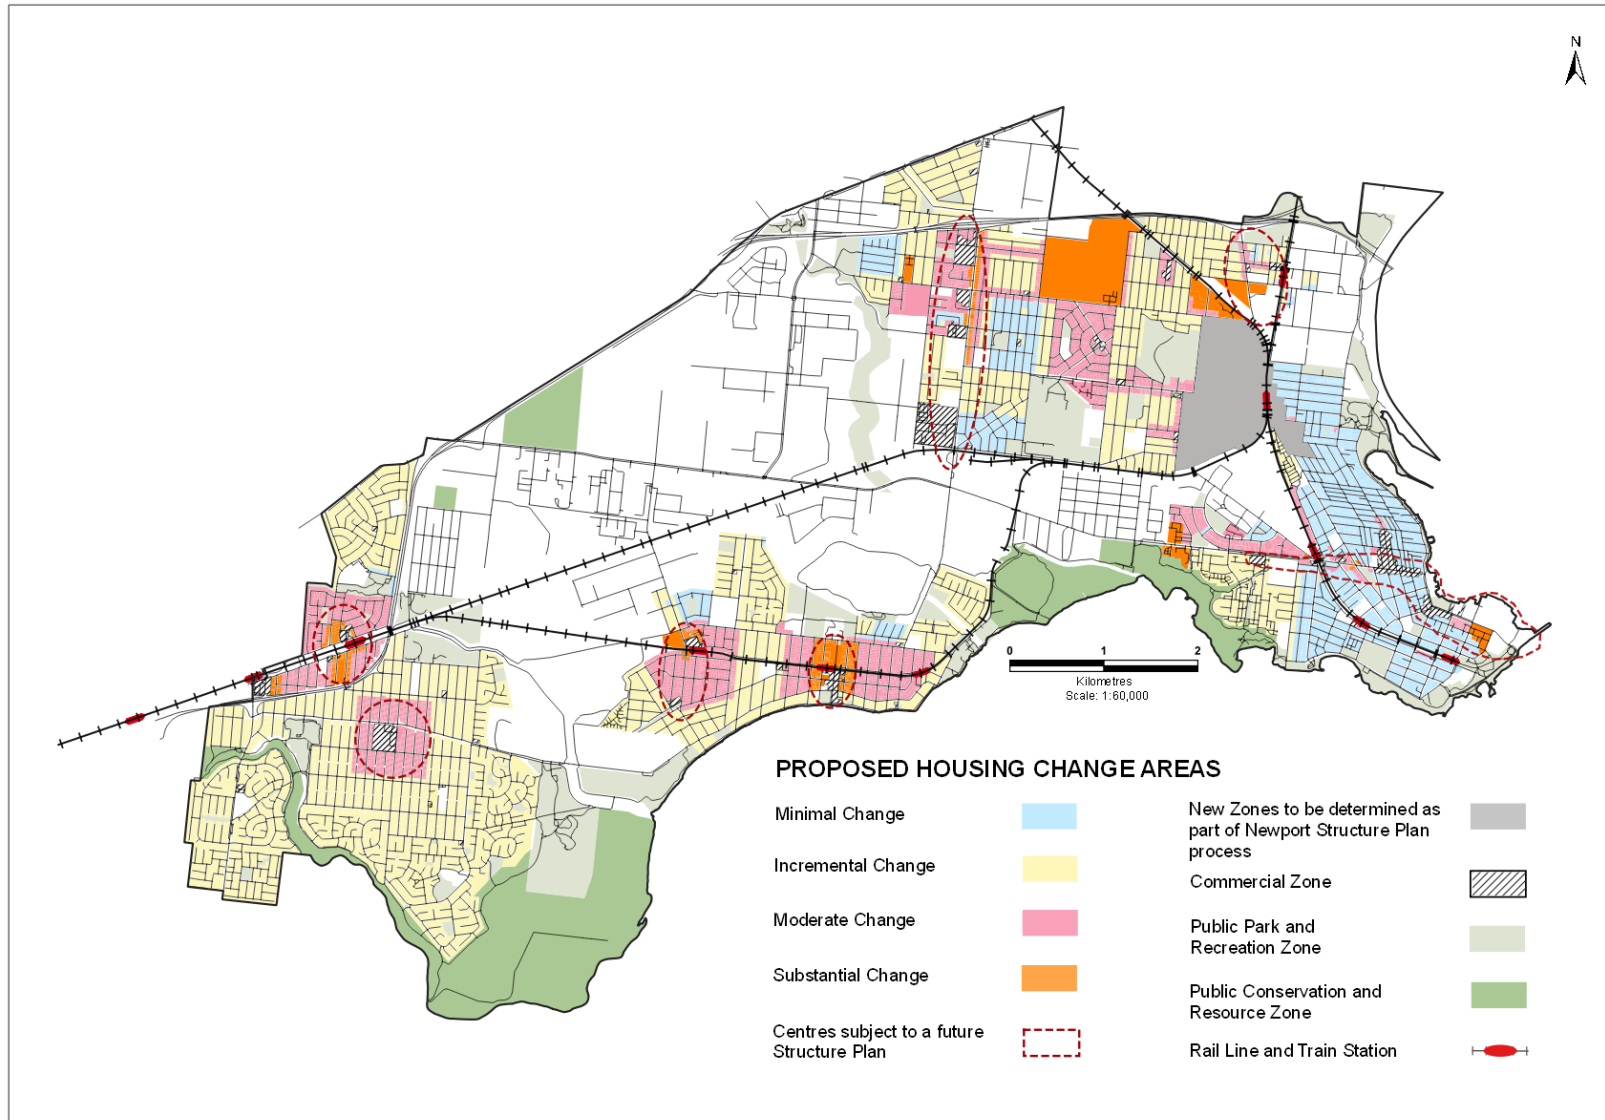 N
0 1 2
Kilometres
Scale: 1:60,000
PROPOSED HOUSING CHANGE AREAS
Minimal Change
Incremental Change
Moderate Change
Substantial Change
Centres subject to a future
Structure Plan
New Zones to be determined as
part of Newport Structure Plan
process
Commercial Zone
Public Park and
Recreation Zone
Public Conservation and
Resource Zone
Rail Line and Train Station